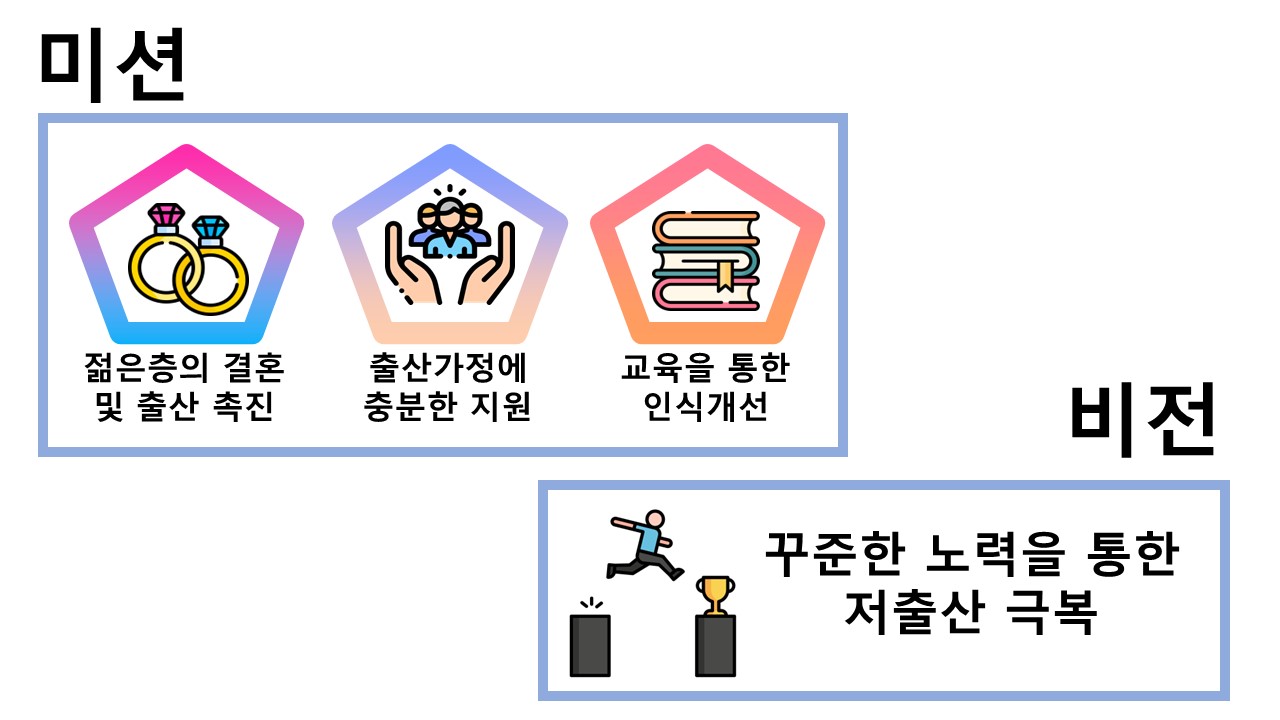 미션
젊은층의 결혼
및 출산 촉진
출산가정에
충분한 지원
교육을 통한
인식개선
비전
꾸준한 노력을 통한
저출산 극복